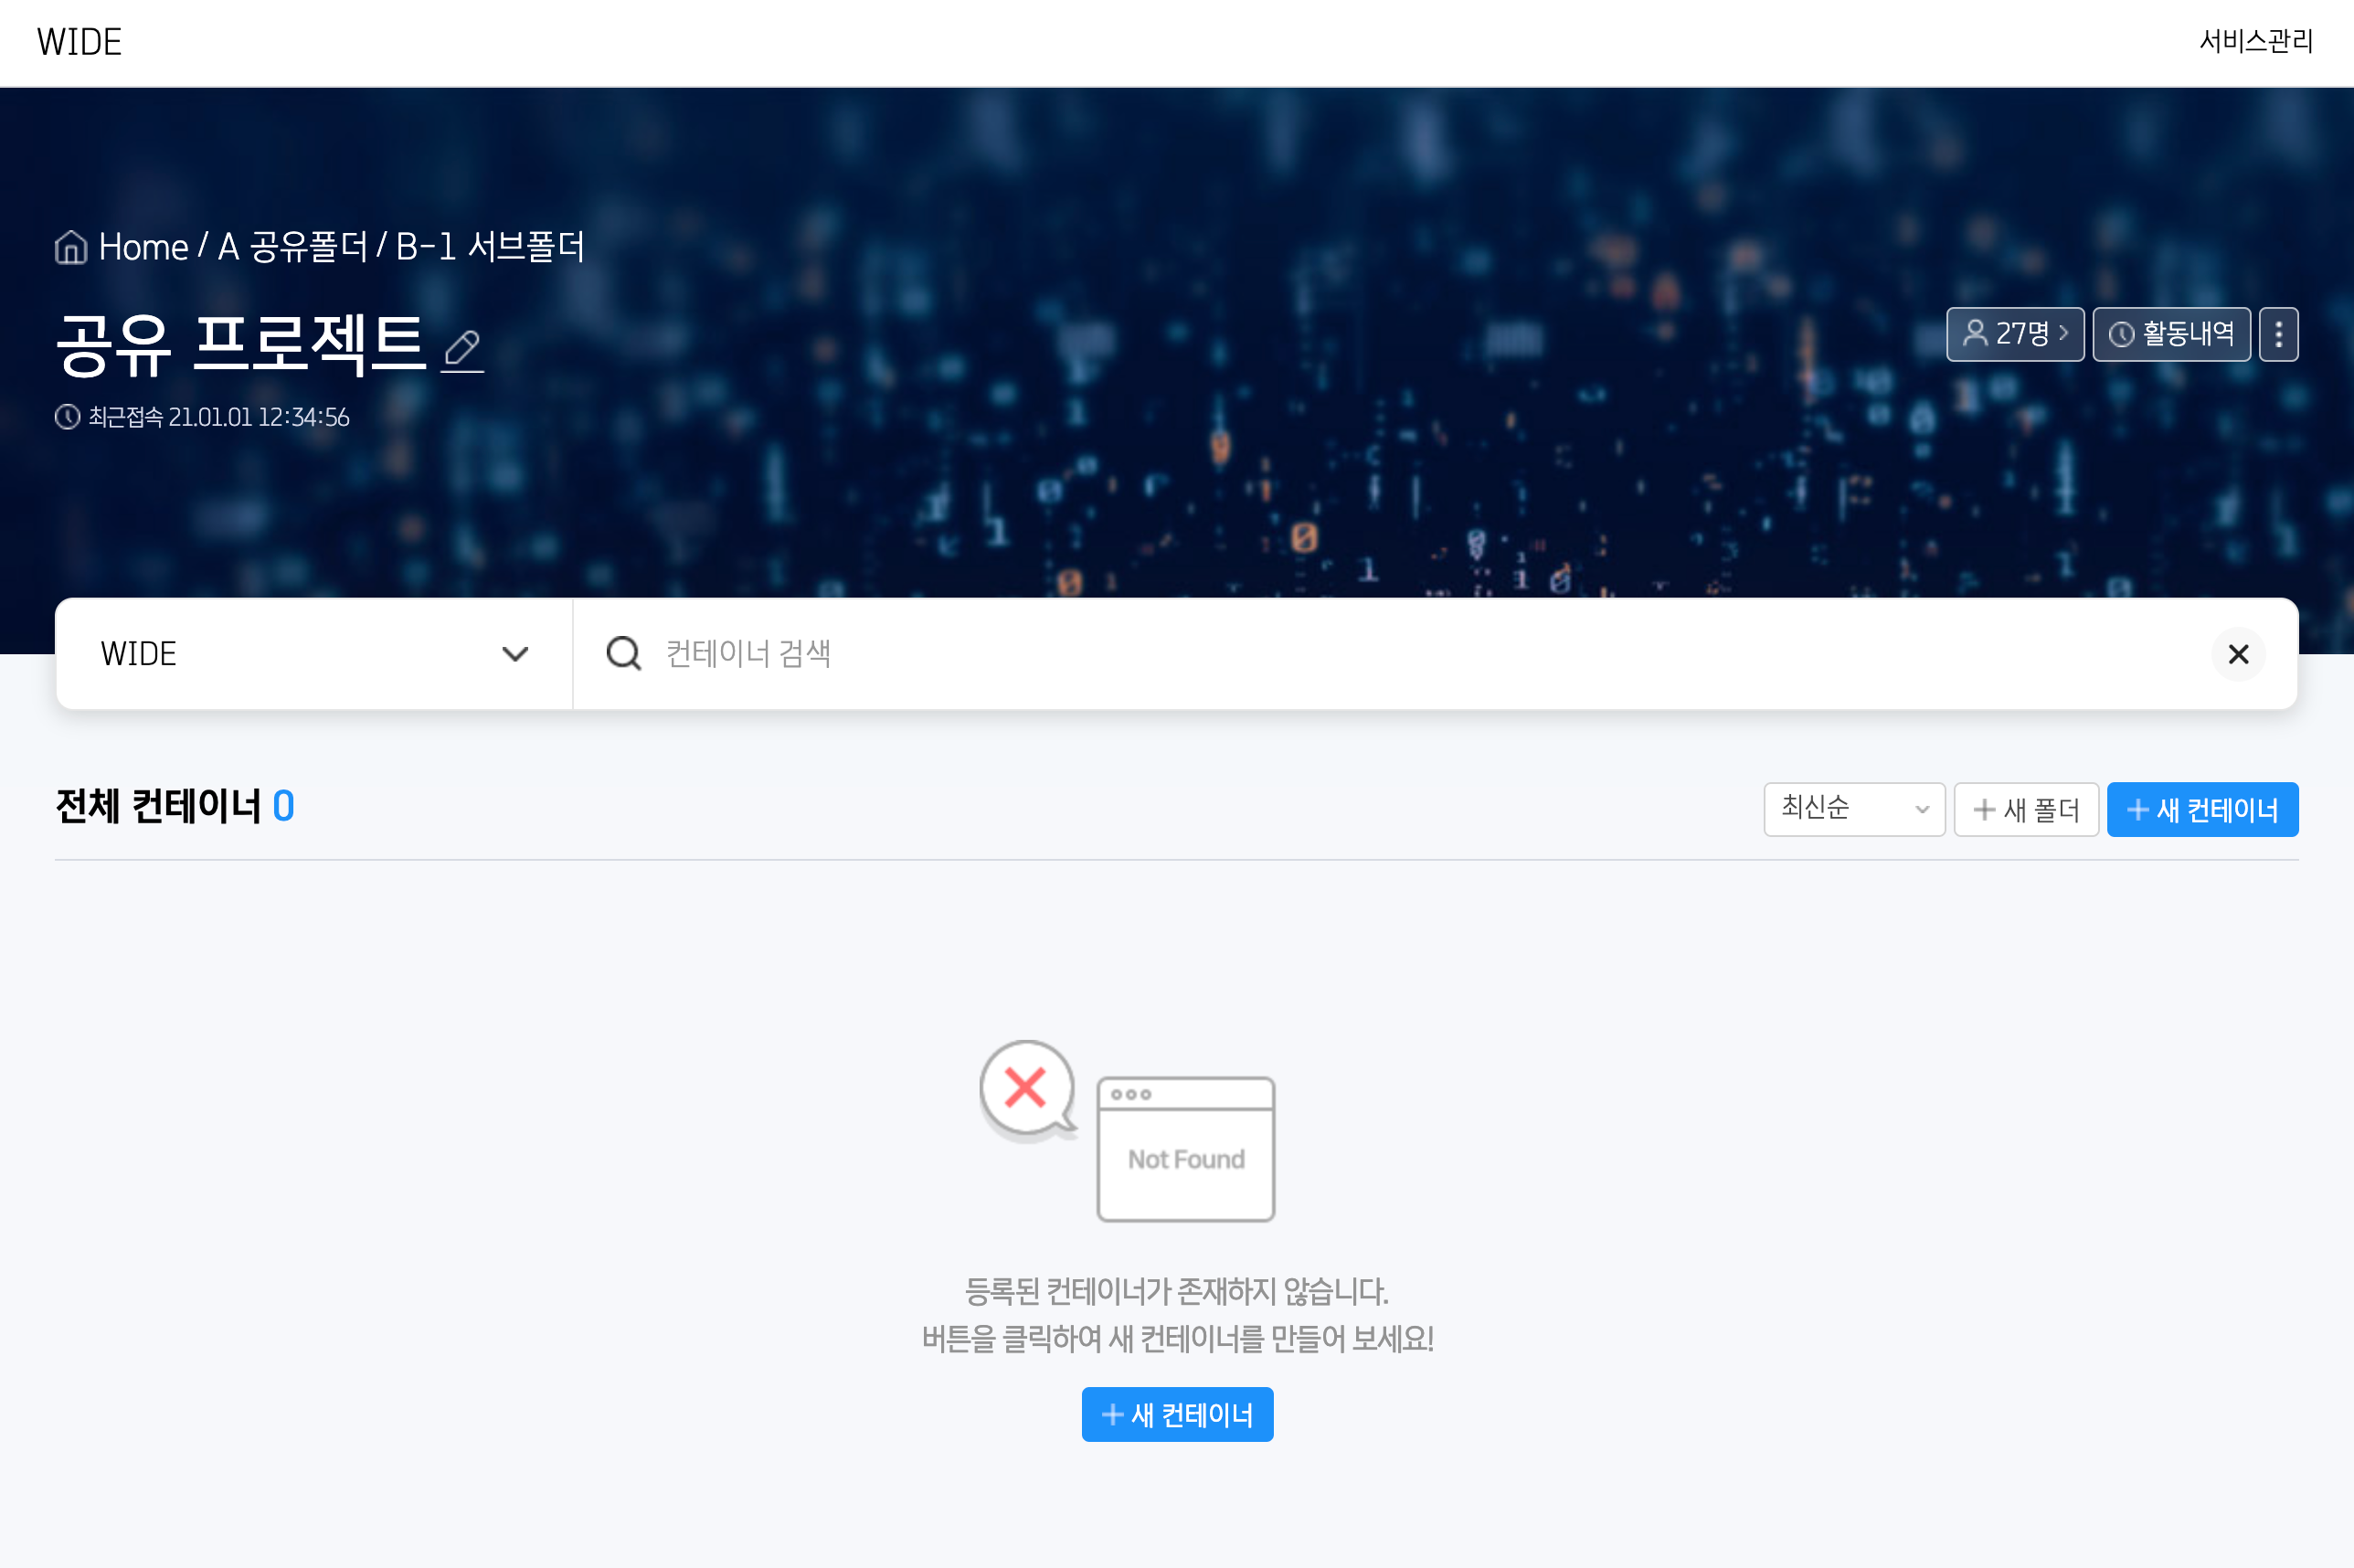 WIDE
서비스관리
Home / A 공유폴더 / B-1 서브폴더
공유 프로젝트
27명
활동내역
최근접속 21.01.01 12:34:56
WIDE
컨테이너 검색
전체 컨테이너 0
최신순
새 폴더
새 컨테이너
Not Found
등록된 컨테이너가 존재하지 않습니다.
버튼을 클릭하여 새 컨테이너를 만들어 보세요!
새 컨테이너